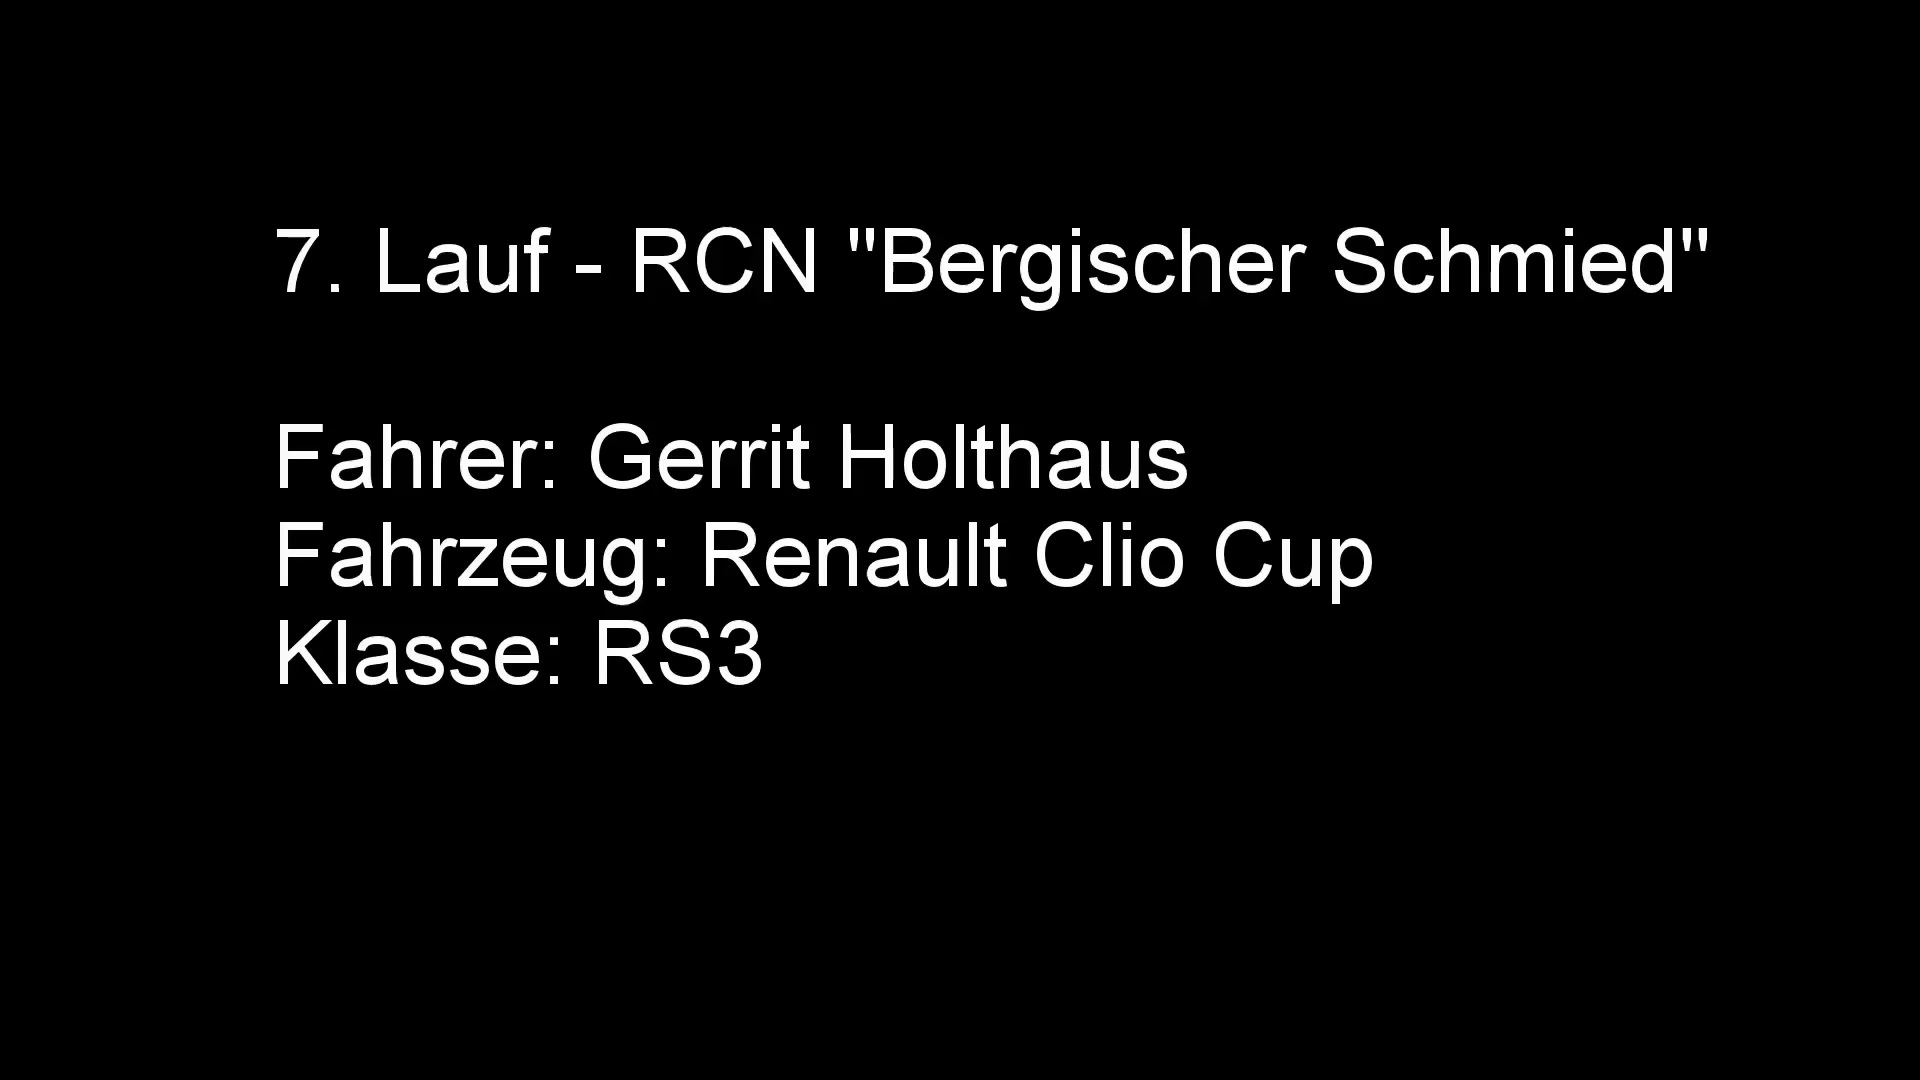 7. Lauf - RCN "Bergischer Schmied"
Fahrer: Gerrit Holthaus
Fahrzeug: Renault Clio Cup
Klasse: RS3